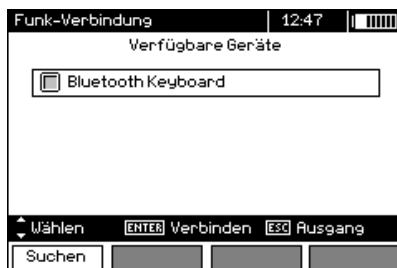 Funk-Verbindung 12:47
Verfügbare Geräte
Bluetooth Keyboard
Wählen ENTER Verbinden ESC Ausgang
Suchen